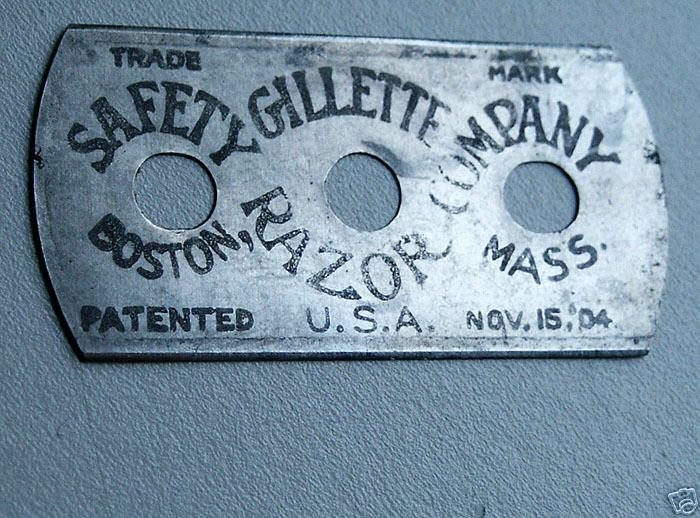 TRADE MARK
SAFETY GILLETTE COMPANY
RAZOR
BOSTON, MASS.
PATENTED U.S.A. NOV. 15, '04.